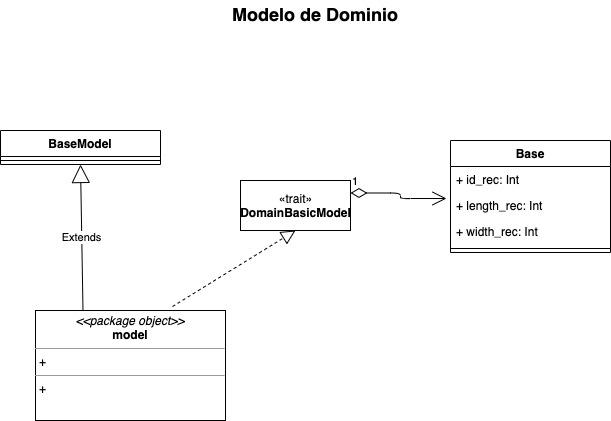 Modelo de Dominio
BaseModel
Extends
<<package object>>
model
+
+
«trait»
DomainBasicModel
1
Base
+ id_rec: Int
+ length_rec: Int
+ width_rec: Int